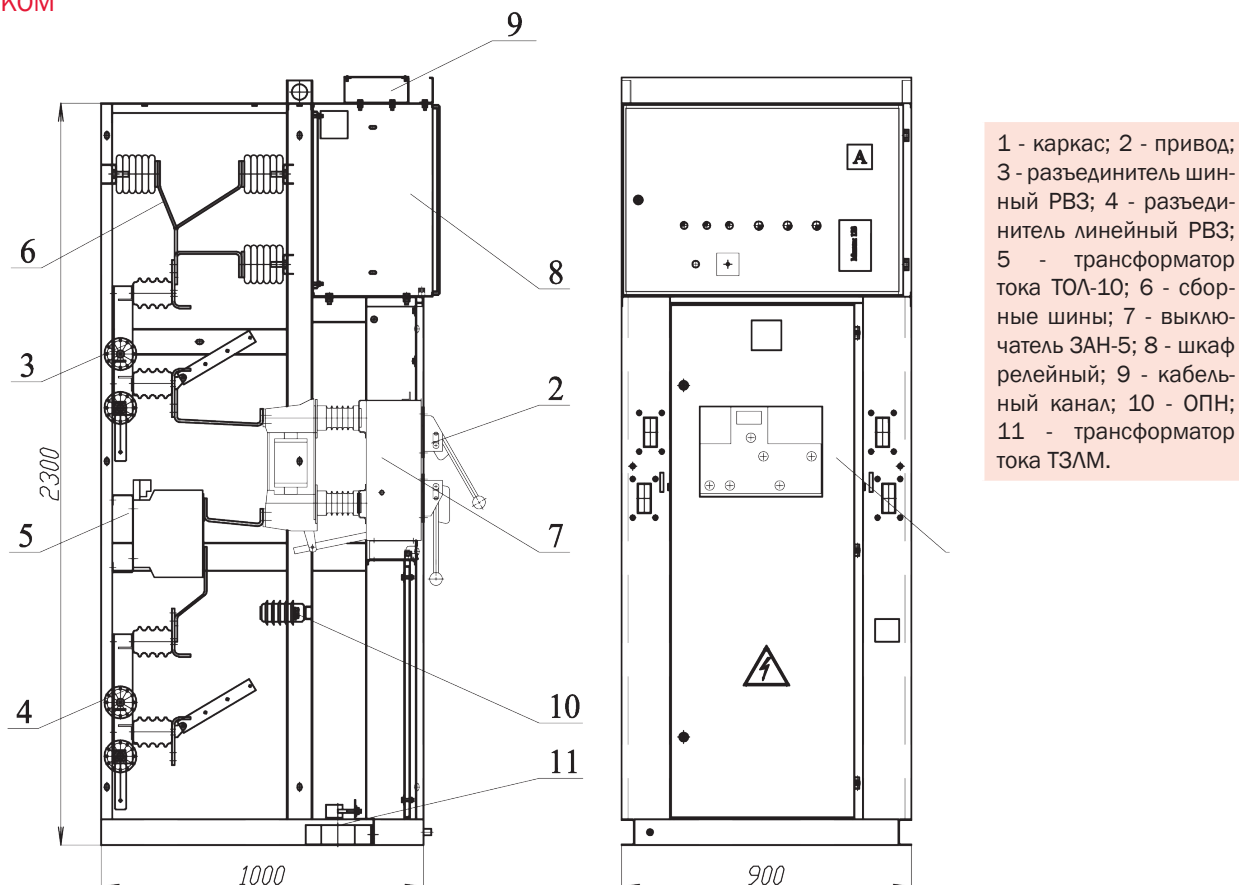 КОМ
9
A
6
8
3
2
2300
5
7
4
10
11
1000
900
1 - каркас; 2 - привод;
3 - разъединитель шин-
ный РВЗ; 4 - разъеди-
нитель линейный РВЗ;
5 - трансформатор
тока ТОЛ-10; 6 - сбор-
ные шины; 7 - выклю-
чатель ЗАН-5; 8 - шкаф
релейный; 9 - кабель-
ный канал; 10 - ОПН;
11 - трансформатор
тока ТЗЛМ.